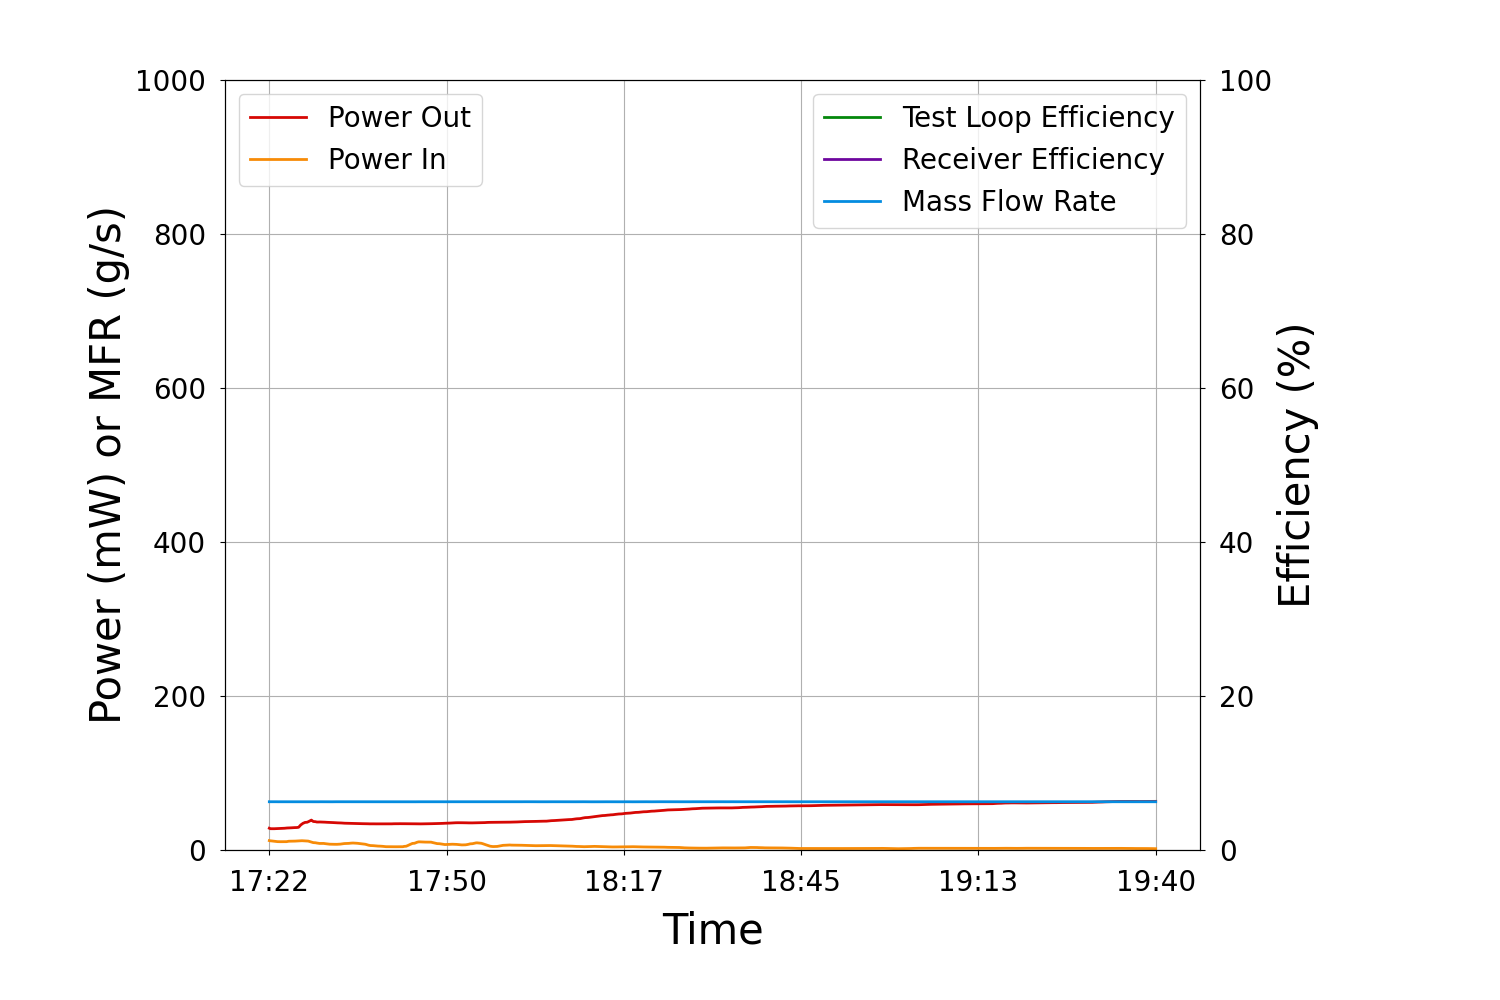 1000
800
600
400
200
0
Power (mW) or MFR (g/s)
Power Out
Power In
Test Loop Efficiency
Receiver Efficiency
Mass Flow Rate
100
80
60
40
20
0
Efficiency (%)
17:22 17:50 18:17 18:45 19:13 19:40
Time